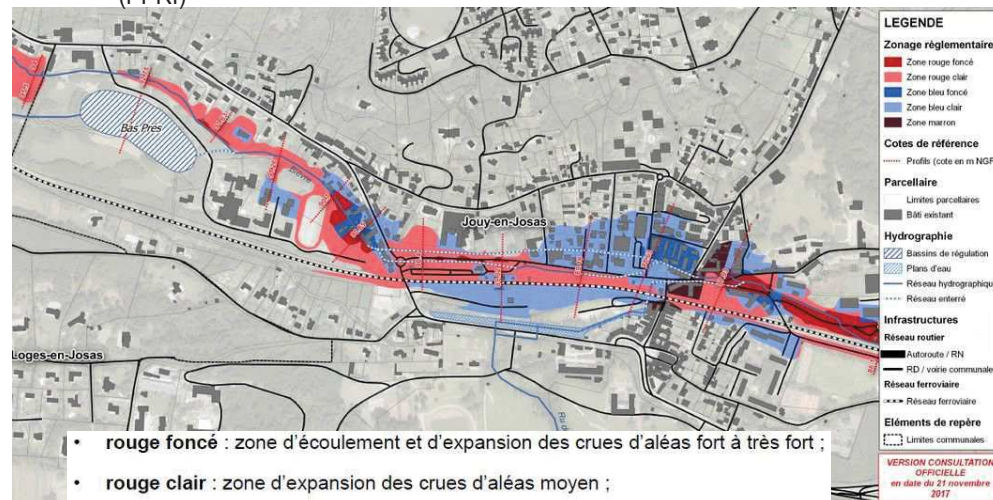 (PPRI)
Bas Prés
Bièvre
Jouy-en-Josas
Loges-en-Josas
LEGENDE
Zonage règlementaire
Zone rouge foncé
Zone rouge clair
Zone bleu foncé
Zone bleu clair
Zone marron
Cotes de référence
Profils (cote en m NGF
Parcellaire
Limites parcellaires
Bâti existant
Hydrographie
Bassins de régulation
Plans d'eau
Réseau hydrographique
Réseau enterré
Infrastructures
Réseau routier
Autoroute / RN
RD / voirie communale
Réseau ferroviaire
Réseau ferroviaire
Eléments de repère
Limites communales
VERSION CONSULTATION
OFFICIELLE
en date du 21 novembre
2017
• rouge foncé : zone d'écoulement et d'expansion des crues d'aléas fort à très fort ;
• rouge clair : zone d'expansion des crues d'aléas moyen ;